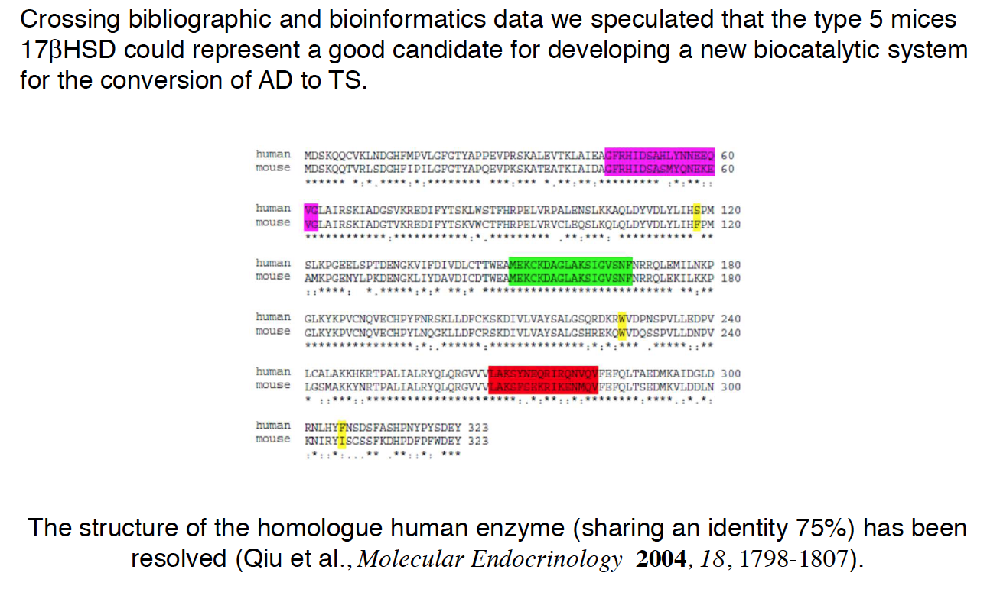 Crossing bibliographic and bioinformatics data we speculated that the type 5 mices
17βHSD could represent a good candidate for developing a new biocatalytic system
for the conversion of AD to TS.
human MDSKQQCVKLNDGHFMPVLGFGTYAPPEVPRSKALEVTKLAIEAGFRHIDSAHLYNNEEQ 60
mouse MDSKQQTVRLSDGHFIPILGFGTYAPQEVPKSKATEATKIAIDAGFRHIDSASMYQNEKE 60
****** *:*.****:*:******** ***:*** *.**:**:********* :*:**::
human VGLAIRSKIADGSVKREDIFYTSKLWSTFHRPELVRPALENSLKKAQLDYVDLYLIHSPM 120
mouse VGLAIRSKIADGTVKREDIFYTSKVWCTFHRPELVRVCLEQSLKQLQLDYVDLYLIHFPM 120
************:***********:*.********* .**:***: *********** **
human SLKPGEELSPTDENGKVIFDIVDLCTTWEAMEKCKDAGLAKSIGVSNFNRRQLEMILNKP 180
mouse AMKPGENYLPKDENGKLIYDAVDICDTWEAMEKCKDAGLAKSIGVSNFNRRQLEKILKKP 180
::****: *.*****:*:* **:* **************************** **:**
human GLKYKPVCNQVECHPYFNRSKLLDFCKSKDIVLVAYSALGSQRDKRWVDPNSPVLLEDPV 240
mouse GLKYKPVCNQVECHPYLNQGKLLDFCRSKDIVLVAYSALGSHREKQWVDQSSPVLLDNPV 240
****************:*:.******:**************:*:*:*** .*****::**
human LCALAKKHKRTPALIALRYQLQRGVVVLAKSYNEQRIRQNVQVFEFQLTAEDMKAIDGLD 300
mouse LGSMAKKYNRTPALIALRYQLQRGVVVLAKSFSEKRIKENMQVFEFQLTSEDMKVLDDLN 300
* ::***::**********************:.*:**::*:********:****.:*.*:
human RNLHYFNSDSFASHPNYPYSDEY 323
mouse KNIRYISGSSFKDHPDFPFWDEY 323
:*::*:...** .**::*: ***
The structure of the homologue human enzyme (sharing an identity 75%) has been
resolved (Qiu et al., Molecular Endocrinology 2004, 18, 1798-1807).